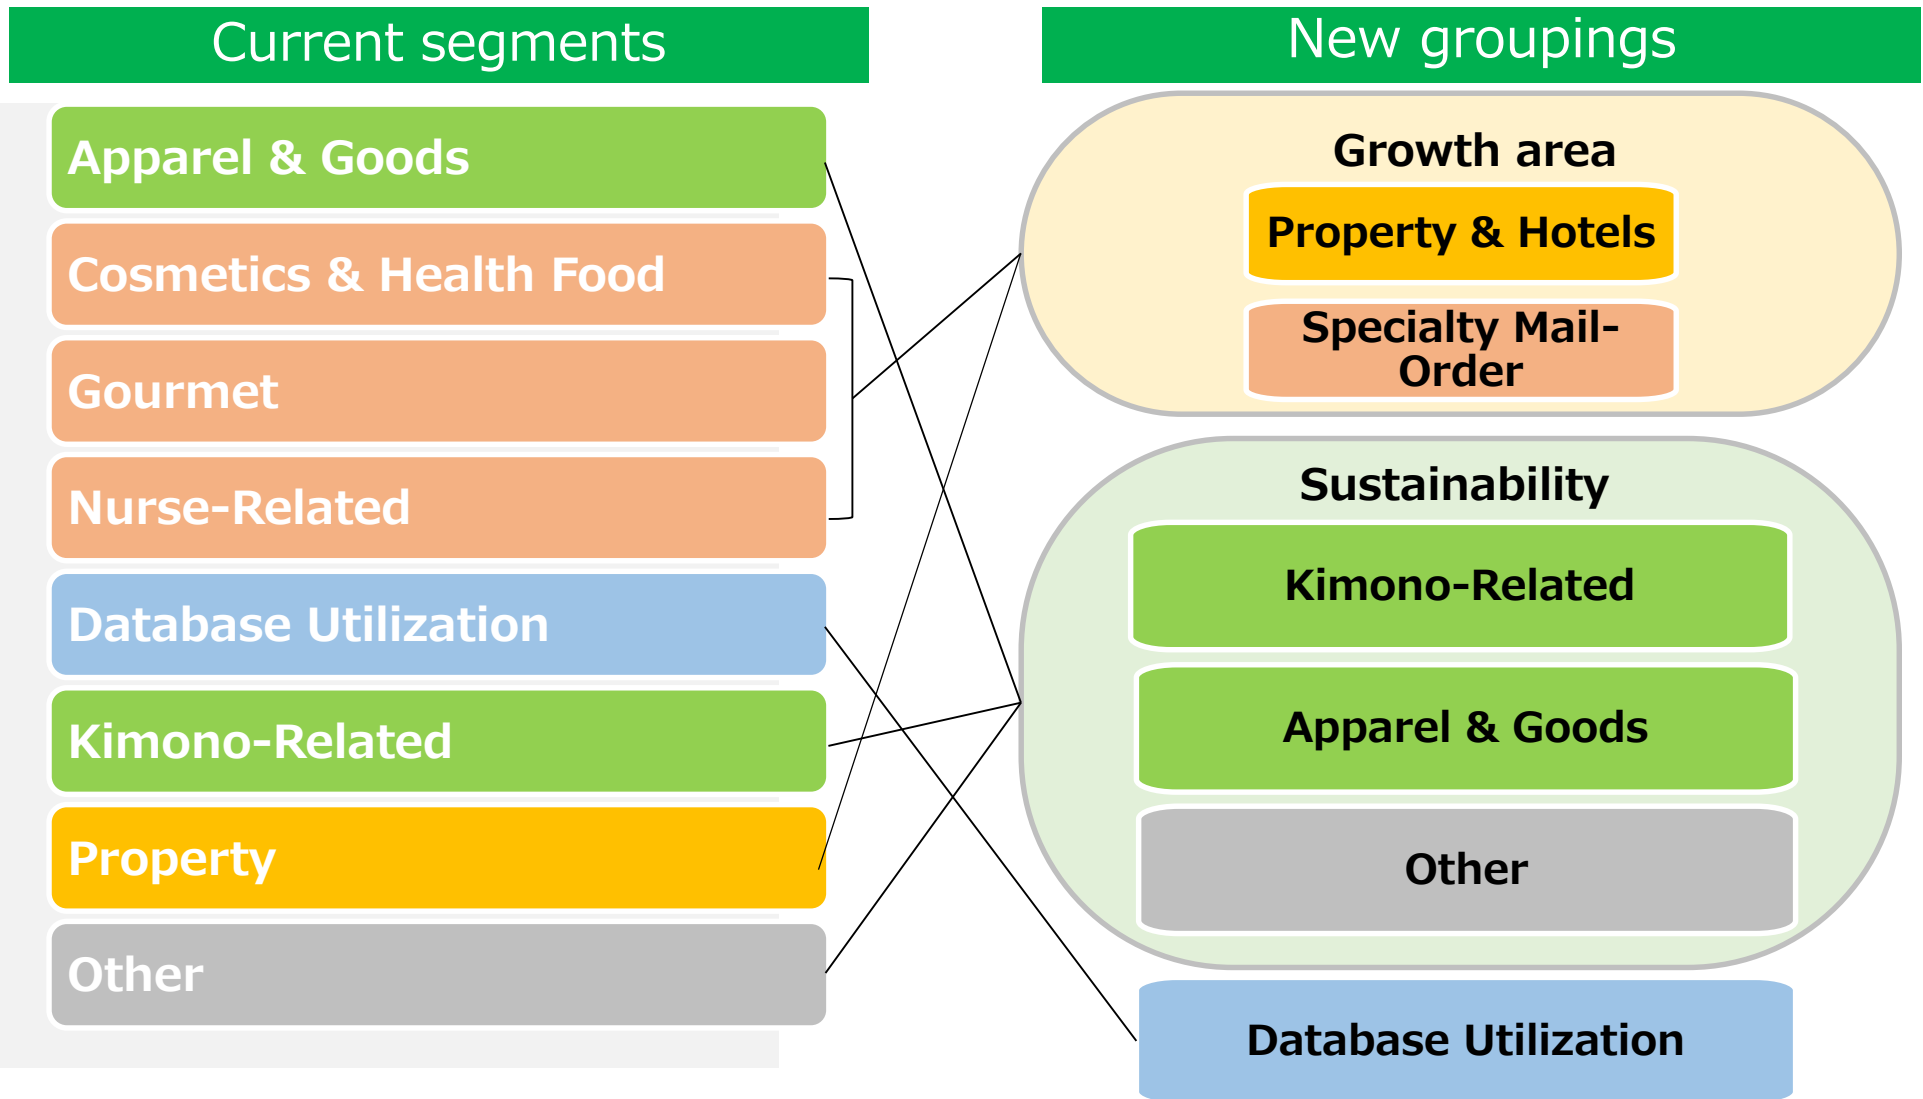 Current segments
Apparel & Goods
Cosmetics & Health Food
Gourmet
Nurse-Related
Database Utilization
Kimono-Related
Property
Other
New groupings
Growth area
Property & Hotels
Specialty Mail-
Order
Sustainability
Kimono-Related
Apparel & Goods
Other
Database Utilization